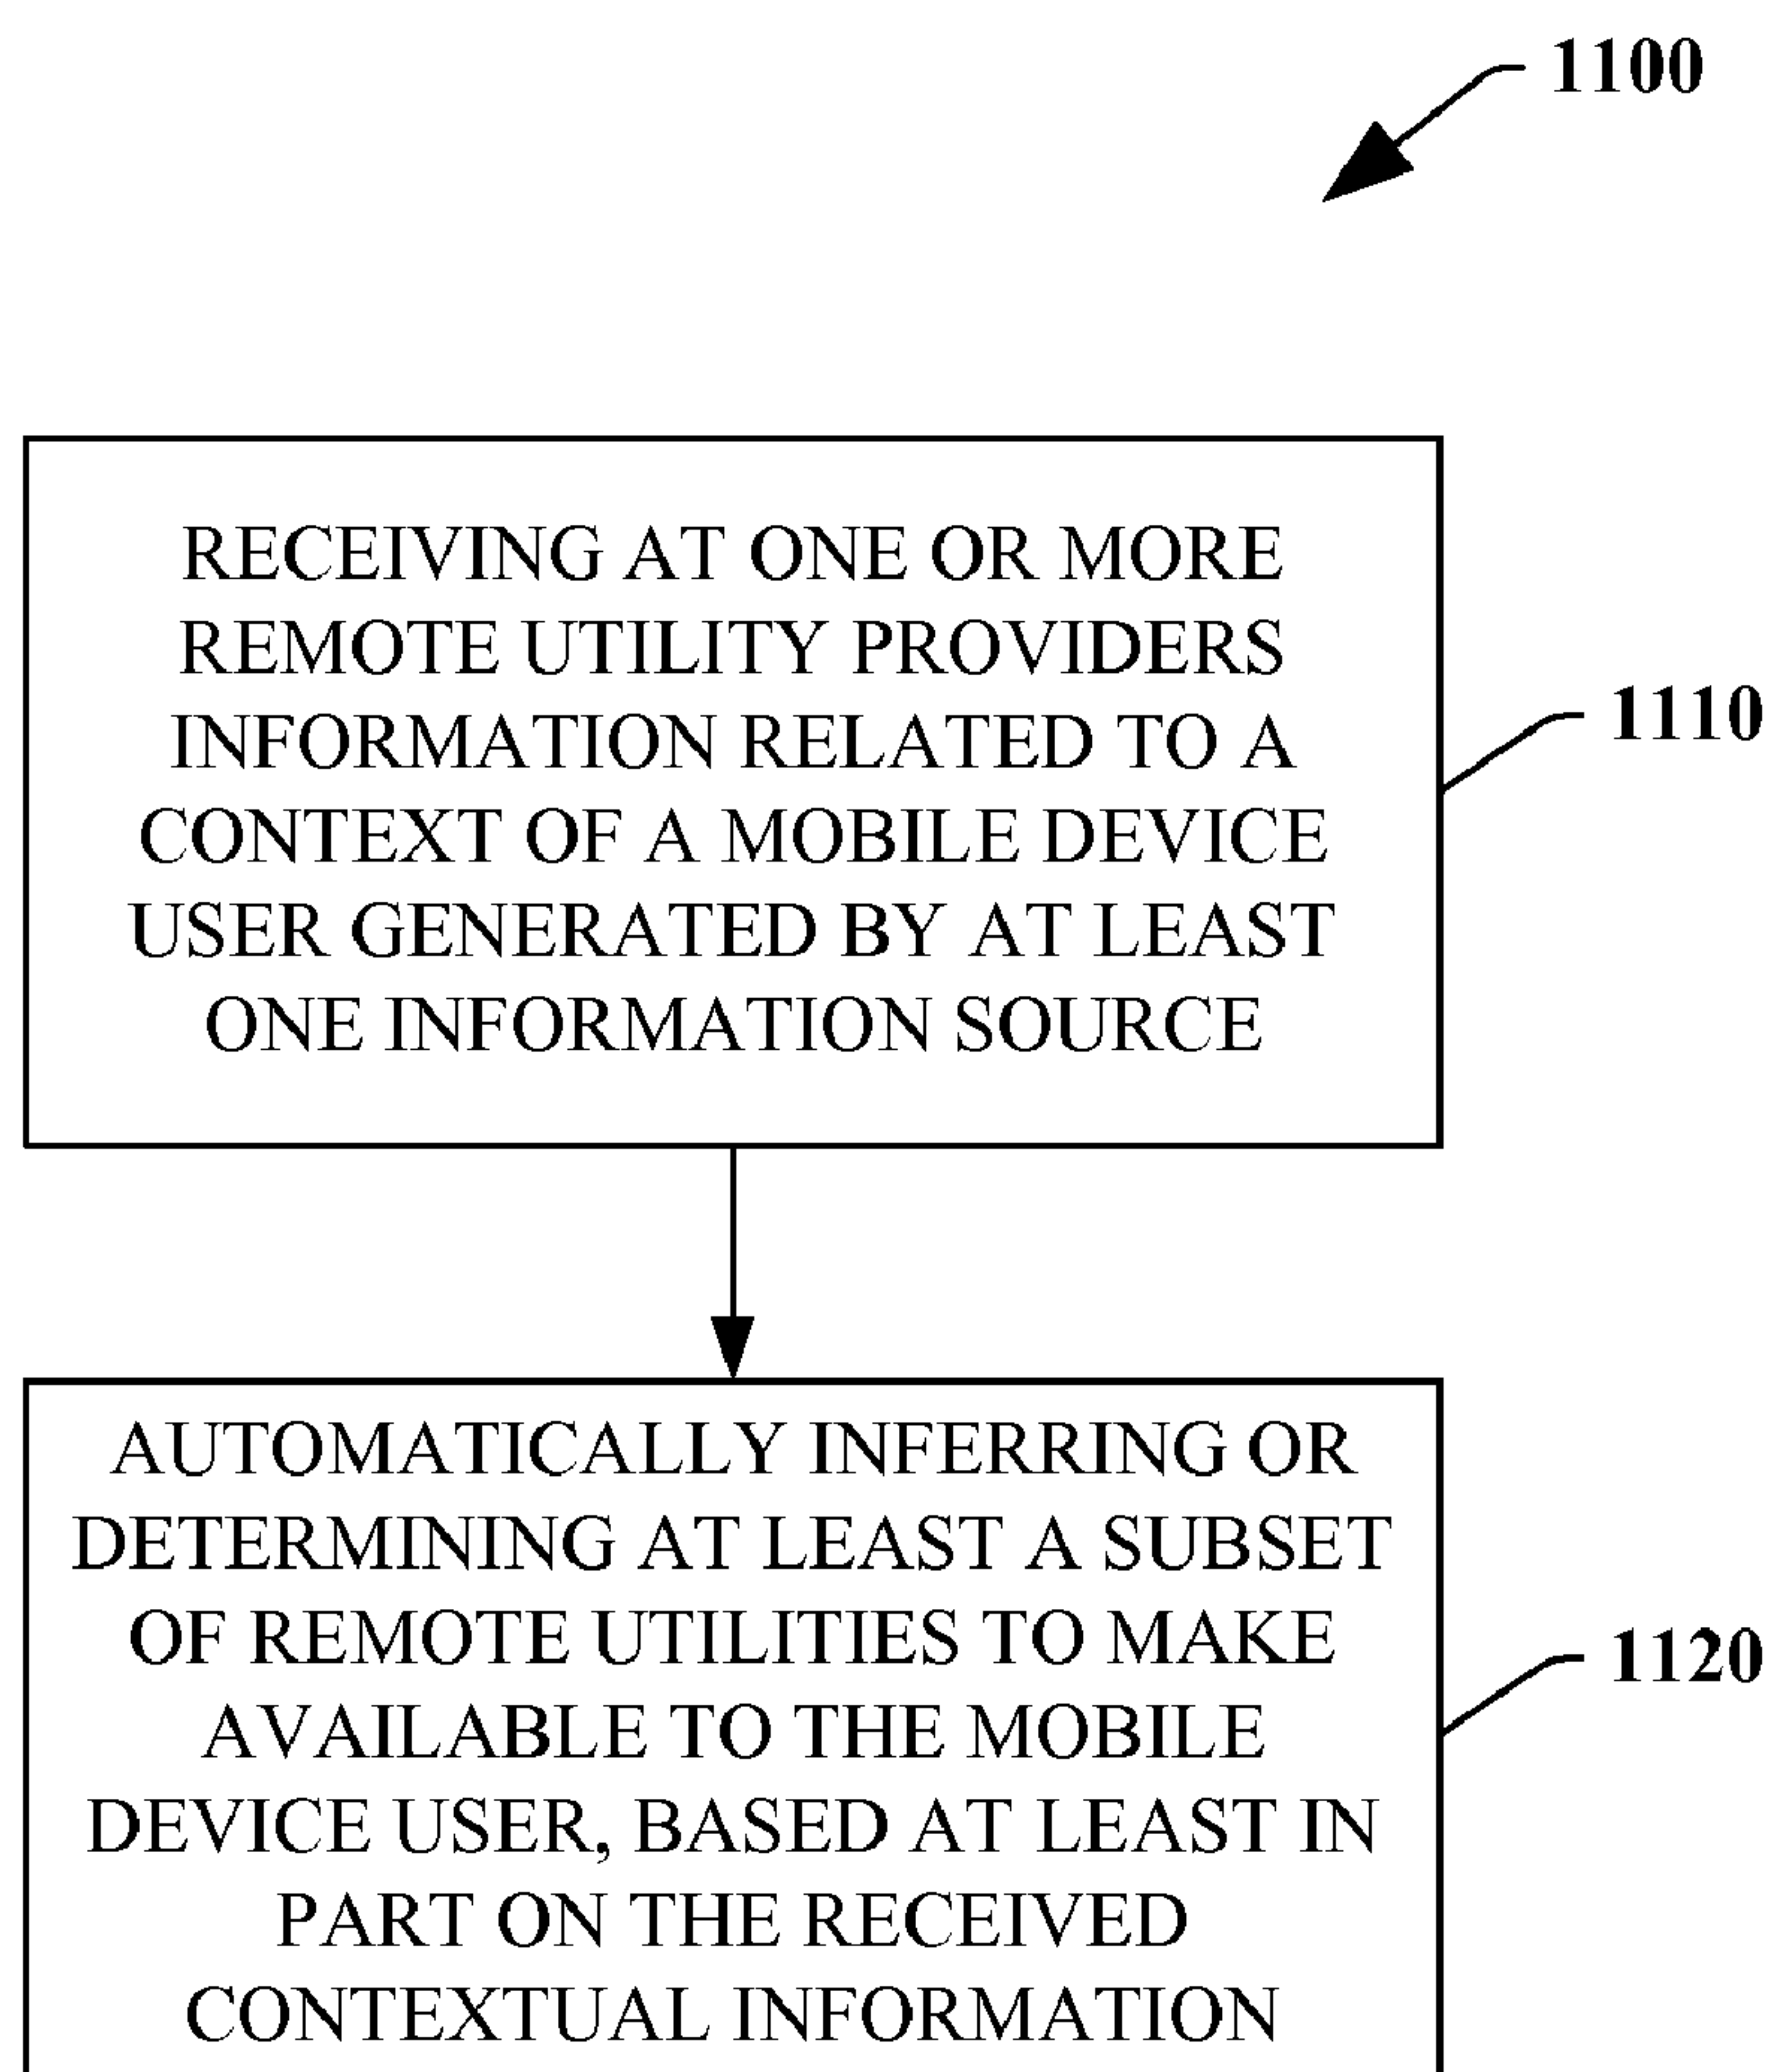 1100
RECEIVING AT ONE OR MORE
REMOTE UTILITY PROVIDERS
INFORMATION RELATED TO A
CONTEXT OF A MOBILE DEVICE
USER GENERATED BY AT LEAST
ONE INFORMATION SOURCE
1110
AUTOMATICALLY INFERRING OR
DETERMINING AT LEAST A SUBSET
OF REMOTE UTILITIES TO MAKE
AVAILABLE TO THE MOBILE
DEVICE USER, BASED AT LEAST IN
PART ON THE RECEIVED
CONTEXTUAL INFORMATION
1120